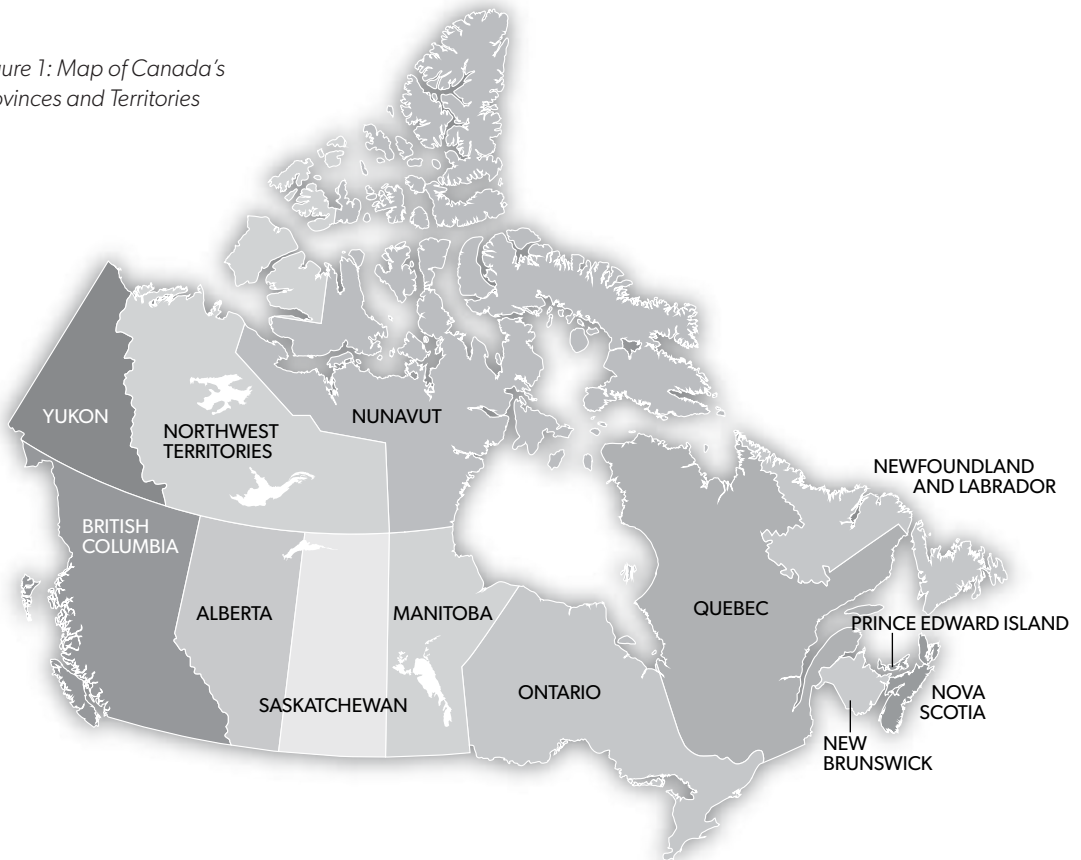 ure 1: Map of Canada's
ovinces and Territories
YUKON
NORTHWEST
TERRITORIES
NUNAVUT
NEWFOUNDLAND
AND LABRADOR
BRITISH
COLUMBIA
ALBERTA
MANITOBA
QUEBEC
PRINCE EDWARD ISLAND
SASKATCHEWAN
ONTARIO
NOVA
SCOTIA
NEW
BRUNSWICK